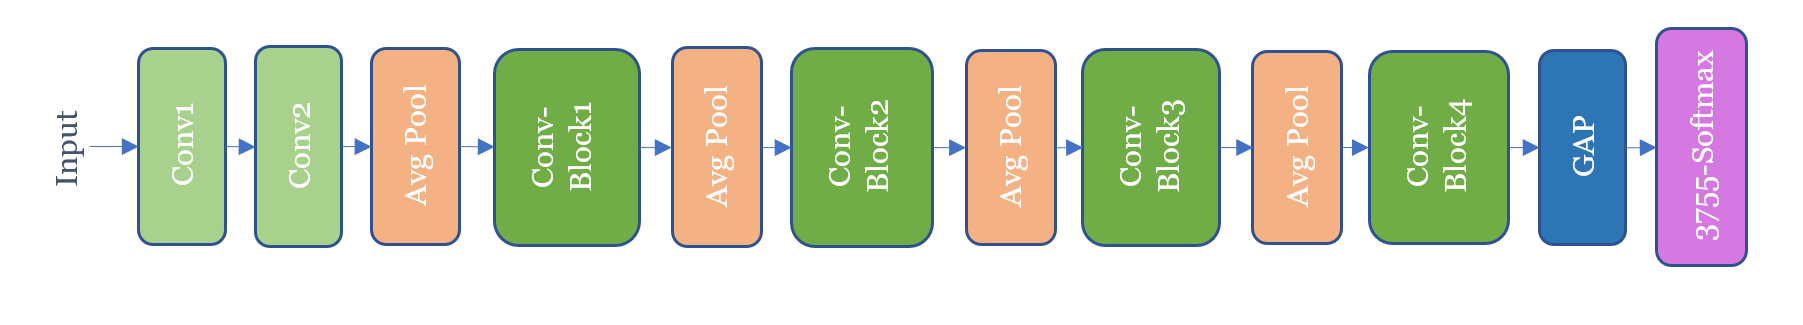 Input
Conv1
Conv2
Avg Pool
Conv-
Block1
Avg Pool
Conv-
Block2
Avg Pool
Conv-
Block3
Avg Pool
Conv-
Block4
GAP
3755-Softmax